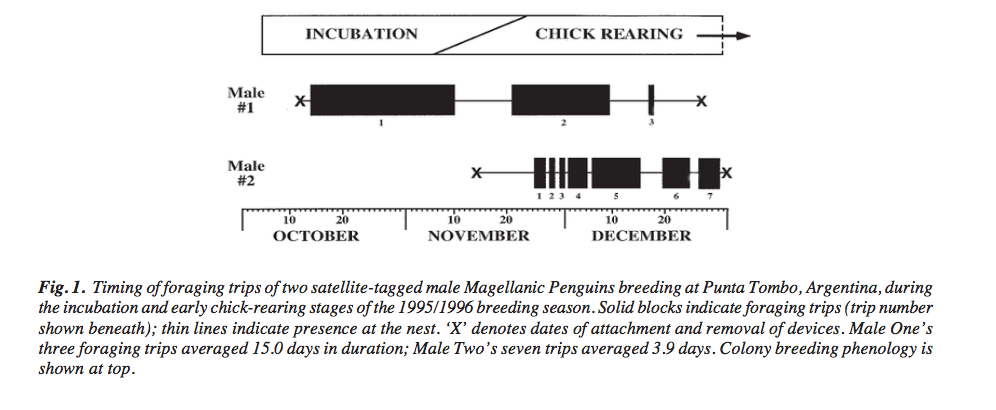 INCUBATION CHICK REARING
Male
#1
X X
1 2 3
Male
#2
X X
1 2 3 4 5 6 7
10 20 10 20 10 20
OCTOBER NOVEMBER DECEMBER
Fig. 1. Timing of foraging trips of two satellite-tagged male Magellanic Penguins breeding at Punta Tombo, Argentina, during
the incubation and early chick-rearing stages of the 1995/1996 breeding season. Solid blocks indicate foraging trips (trip number
shown beneath); thin lines indicate presence at the nest. ‘X’ denotes dates of attachment and removal of devices. Male One’s
three foraging trips averaged 15.0 days in duration; Male Two’s seven trips averaged 3.9 days. Colony breeding phenology is
shown at top.